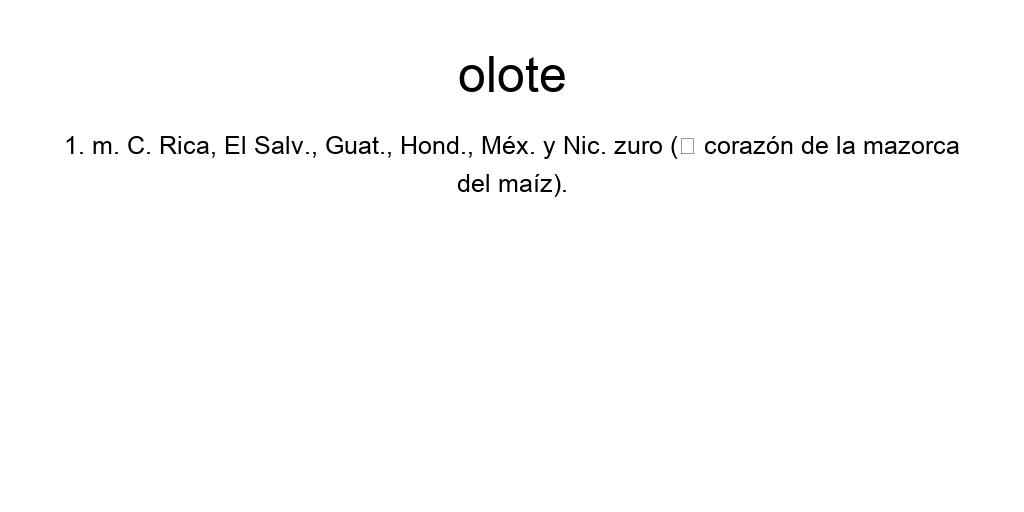 olote
1. m. C. Rica, El Salv., Guat., Hond., Méx. y Nic. zuro (▯ corazón de la mazorca
del maíz).